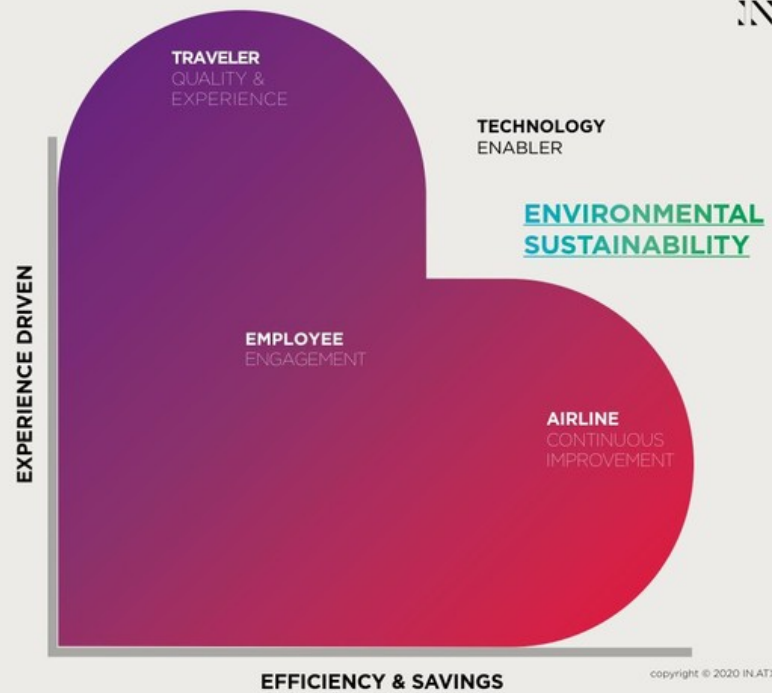 IN
TRAVELER
QUALITY &
EXPERIENCE
TECHNOLOGY
ENABLER
ENVIRONMENTAL
SUSTAINABILITY
EXPERIENCE DRIVEN
EMPLOYEE
ENGAGEMENT
AIRLINE
CONTINUOUS
IMPROVEMENT
EFFICIENCY & SAVINGS
copyright © 2020 IN.AT